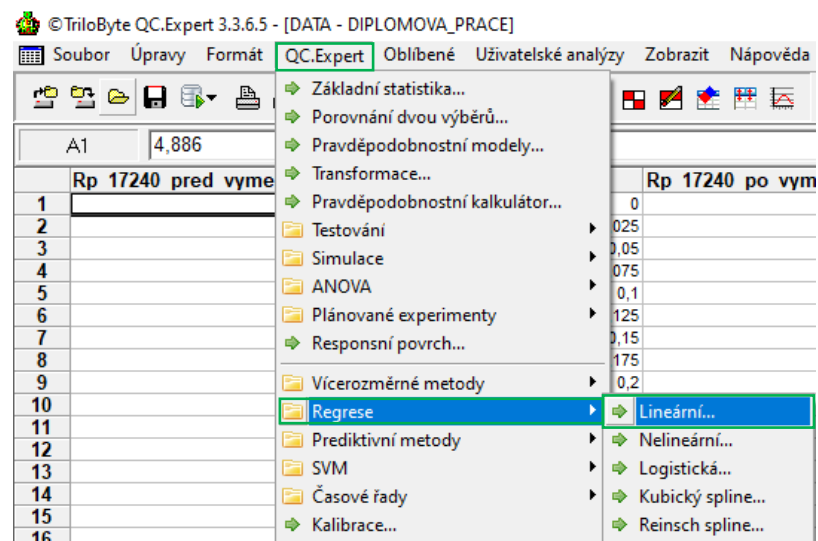 ©TriloByte QC.Expert 3.3.6.5 - [DATA - DIPLOMOVA_PRACE]
Soubor Úpravy Formát QC.Expert Oblíbené Uživatelské analýzy Zobrazit Nápověda
A1 4,886
Rp 17240 pred vyme Rp 17240 po vym
1 0
2 025
3 0,05
4 075
5 0,1
6 125
7 0,15
8 175
9 0,2
10
11
12
13
14
15
16
Základní statistika...
Porovnání dvou výběrů...
Pravděpodobnostní modely...
Transformace...
Pravděpodobnostní kalkulátor...
Testování
Simulace
ANOVA
Plánované experimenty
Responsní povrch...
Vícerozměrné metody
Regrese
Prediktivní metody
SVM
Časové řady
Kalibrace...
Lineární...
Nelineární...
Logistická...
Kubický spline...
Reinsch spline...